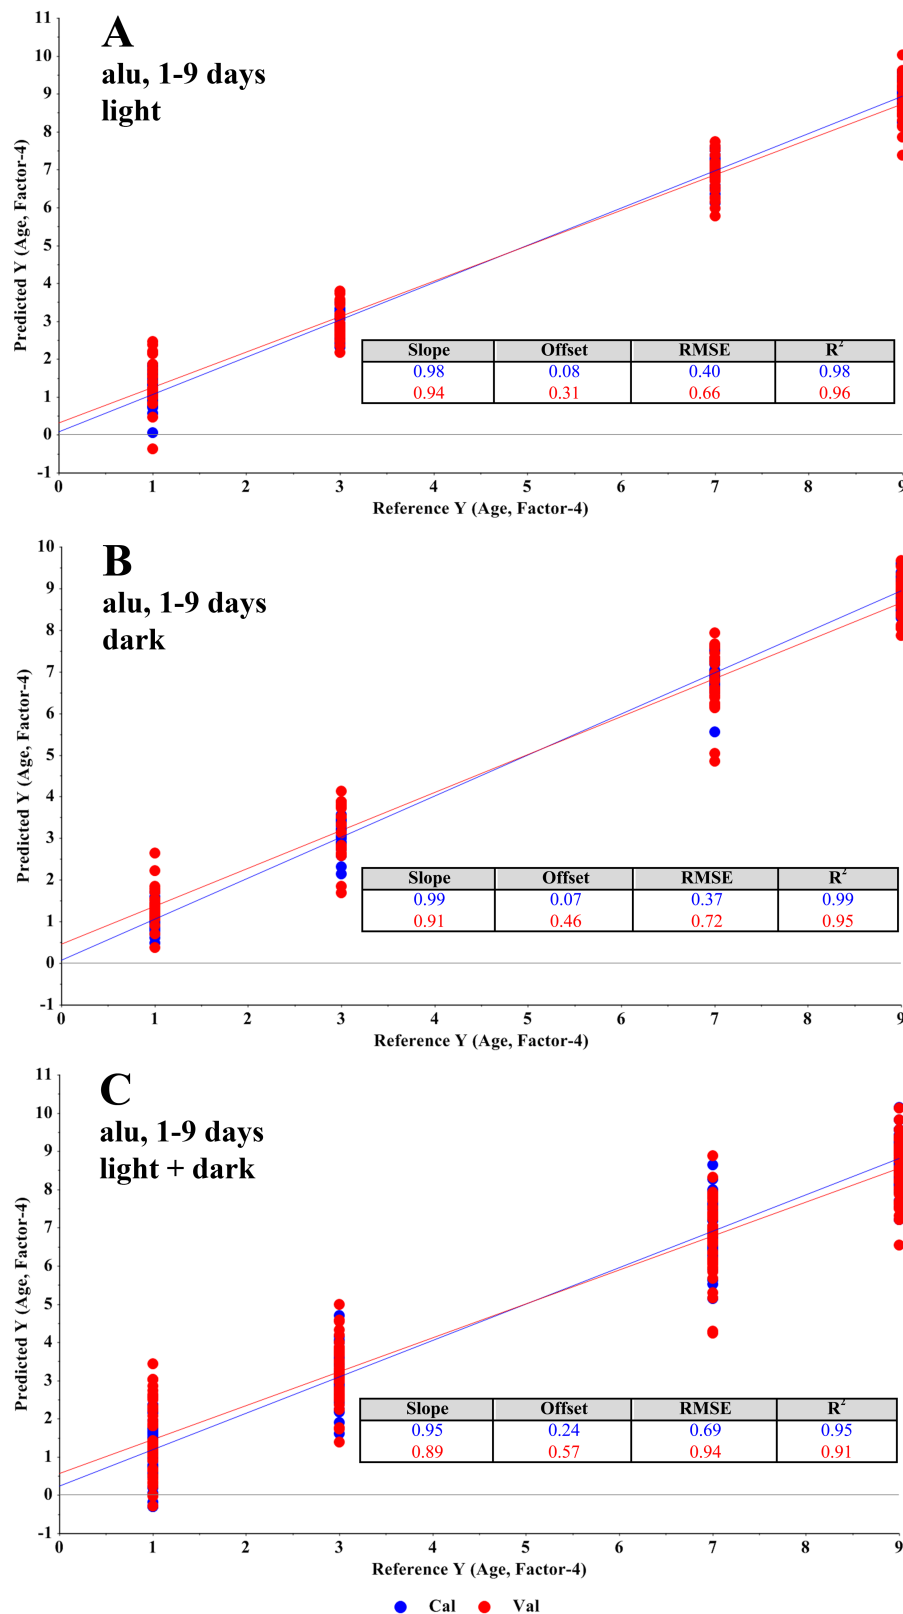 A
alu, 1-9 days
light
Predicted Y (Age, Factor-4)
11
10
9
8
7
6
5
4
3
2
1
0
-1
Slope Offset RMSE R²
0.98 0.08 0.40 0.98
0.94 0.31 0.66 0.96
0 1 2 3 4 5 6 7 8 9
Reference Y (Age, Factor-4)
B
alu, 1-9 days
dark
Predicted Y (Age, Factor-4)
10
9
8
7
6
5
4
3
2
1
0
-1
Slope Offset RMSE R²
0.99 0.07 0.37 0.99
0.91 0.46 0.72 0.95
0 1 2 3 4 5 6 7 8 9
Reference Y (Age, Factor-4)
C
alu, 1-9 days
light + dark
Predicted Y (Age, Factor-4)
11
10
9
8
7
6
5
4
3
2
1
0
-1
Slope Offset RMSE R²
0.95 0.24 0.69 0.95
0.89 0.57 0.94 0.91
0 1 2 3 4 5 6 7 8 9
Reference Y (Age, Factor-4)
Cal Val